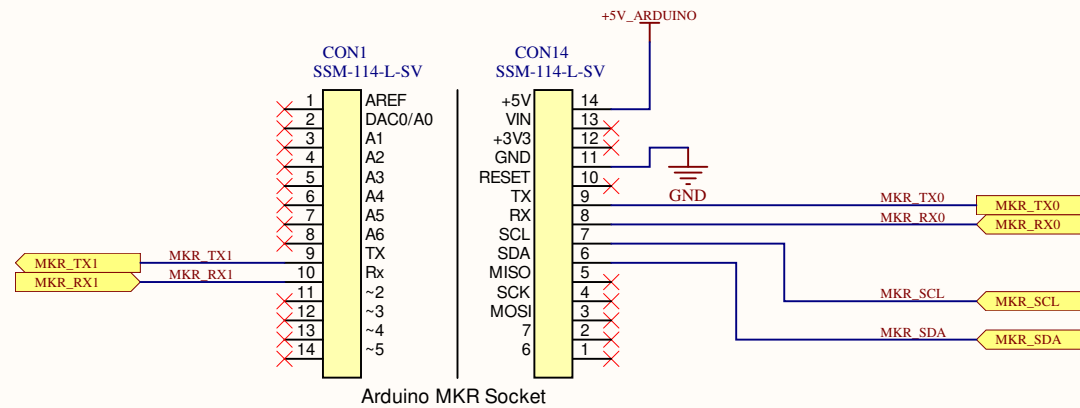 +5V_ARDUINO
CON1
SSM-114-L-SV
CON14
SSM-114-L-SV
1 AREF
2 DAC0/A0
3 A1
4 A2
5 A3
6 A4
7 A5
8 A6
9 TX
10 Rx
11 ~2
12 ~3
13 ~4
14 ~5
+5V 14
VIN 13
+3V3 12
GND 11
RESET 10
TX 9
RX 8
SCL 7
SDA 6
MISO 5
SCK 4
MOSI 3
7 2
6 1
GND
MKR_TX1 MKR_TX1
MKR_RX1 MKR_RX1
MKR_TX0 MKR_TX0
MKR_RX0 MKR_RX0
MKR_SCL MKR_SCL
MKR_SDA MKR_SDA
Arduino MKR Socket